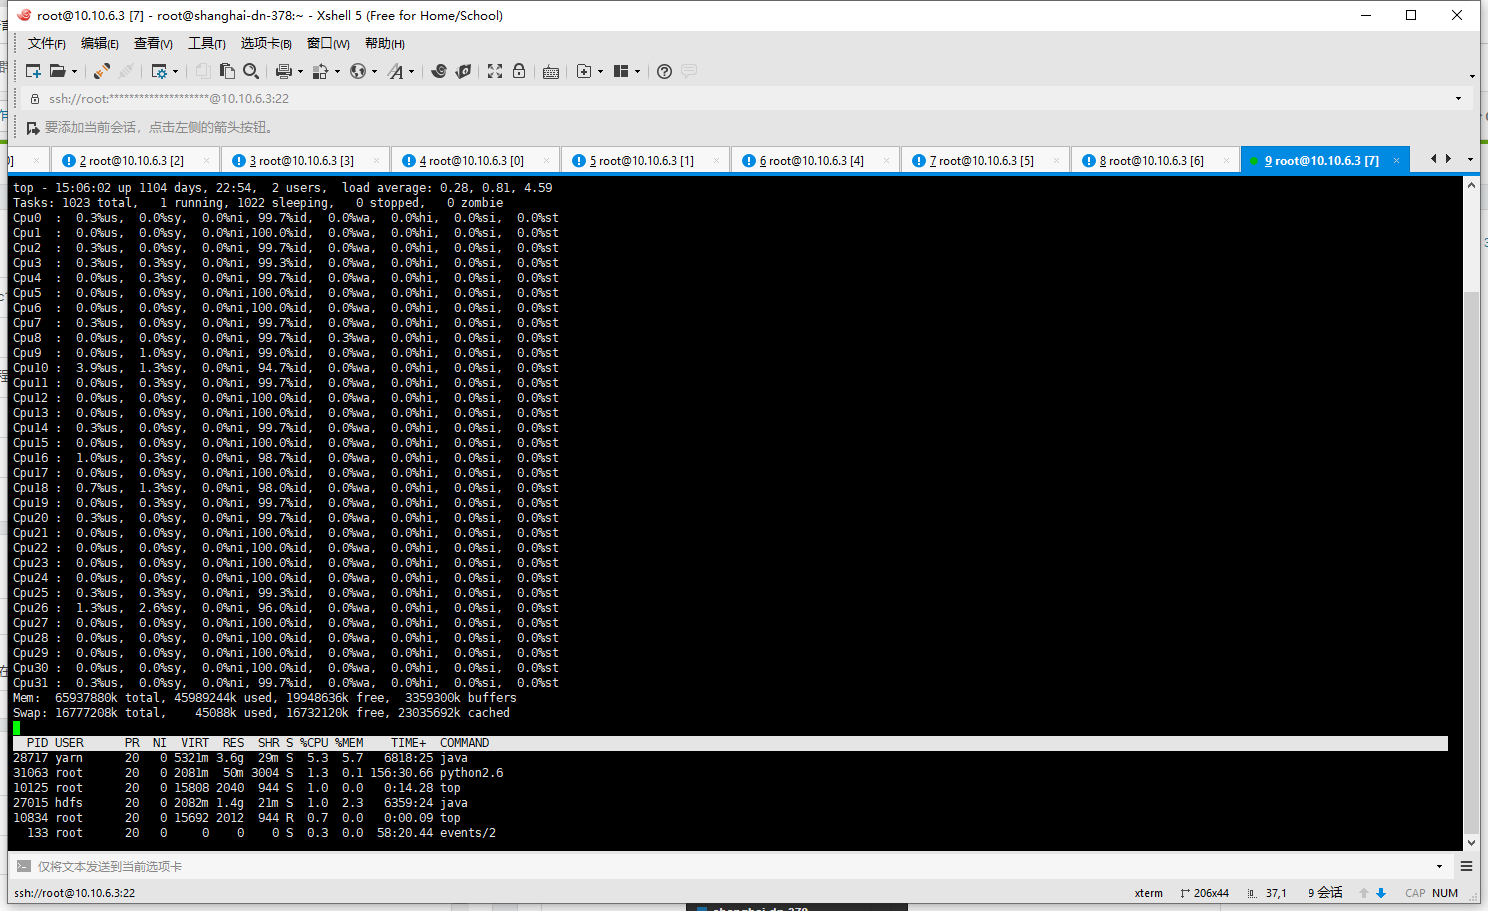 root@10.10.6.3 [7] - root@shanghai-dn-378:~ - Xshell 5 (Free for Home/School)
文件(F) 编辑(E) 查看(V) 工具(T) 选项卡(B) 窗口(W) 帮助(H)
ssh://root:********************@10.10.6.3:22
要添加当前会话，点击左侧的箭头按钮。
0] 2 root@10.10.6.3 [2] 3 root@10.10.6.3 [3] 4 root@10.10.6.3 [0] 5 root@10.10.6.3 [1] 6 root@10.10.6.3 [4] 7 root@10.10.6.3 [5] 8 root@10.10.6.3 [6] 9 root@10.10.6.3 [7]
top - 15:06:02 up 1104 days, 22:54,  2 users,  load average: 0.28, 0.81, 4.59
Tasks: 1023 total,   1 running, 1022 sleeping,   0 stopped,   0 zombie
Cpu0  :  0.3%us,  0.0%sy,  0.0%ni, 99.7%id,  0.0%wa,  0.0%hi,  0.0%si,  0.0%st
Cpu1  :  0.0%us,  0.0%sy,  0.0%ni,100.0%id,  0.0%wa,  0.0%hi,  0.0%si,  0.0%st
Cpu2  :  0.3%us,  0.0%sy,  0.0%ni, 99.7%id,  0.0%wa,  0.0%hi,  0.0%si,  0.0%st
Cpu3  :  0.3%us,  0.3%sy,  0.0%ni, 99.3%id,  0.0%wa,  0.0%hi,  0.0%si,  0.0%st
Cpu4  :  0.0%us,  0.3%sy,  0.0%ni, 99.7%id,  0.0%wa,  0.0%hi,  0.0%si,  0.0%st
Cpu5  :  0.0%us,  0.0%sy,  0.0%ni,100.0%id,  0.0%wa,  0.0%hi,  0.0%si,  0.0%st
Cpu6  :  0.0%us,  0.0%sy,  0.0%ni,100.0%id,  0.0%wa,  0.0%hi,  0.0%si,  0.0%st
Cpu7  :  0.3%us,  0.0%sy,  0.0%ni, 99.7%id,  0.0%wa,  0.0%hi,  0.0%si,  0.0%st
Cpu8  :  0.0%us,  0.0%sy,  0.0%ni, 99.7%id,  0.3%wa,  0.0%hi,  0.0%si,  0.0%st
Cpu9  :  0.0%us,  1.0%sy,  0.0%ni, 99.0%id,  0.0%wa,  0.0%hi,  0.0%si,  0.0%st
Cpu10 :  3.9%us,  1.3%sy,  0.0%ni, 94.7%id,  0.0%wa,  0.0%hi,  0.0%si,  0.0%st
Cpu11 :  0.0%us,  0.3%sy,  0.0%ni, 99.7%id,  0.0%wa,  0.0%hi,  0.0%si,  0.0%st
Cpu12 :  0.0%us,  0.0%sy,  0.0%ni,100.0%id,  0.0%wa,  0.0%hi,  0.0%si,  0.0%st
Cpu13 :  0.0%us,  0.0%sy,  0.0%ni,100.0%id,  0.0%wa,  0.0%hi,  0.0%si,  0.0%st
Cpu14 :  0.3%us,  0.0%sy,  0.0%ni, 99.7%id,  0.0%wa,  0.0%hi,  0.0%si,  0.0%st
Cpu15 :  0.0%us,  0.0%sy,  0.0%ni,100.0%id,  0.0%wa,  0.0%hi,  0.0%si,  0.0%st
Cpu16 :  1.0%us,  0.3%sy,  0.0%ni, 98.7%id,  0.0%wa,  0.0%hi,  0.0%si,  0.0%st
Cpu17 :  0.0%us,  0.0%sy,  0.0%ni,100.0%id,  0.0%wa,  0.0%hi,  0.0%si,  0.0%st
Cpu18 :  0.7%us,  1.3%sy,  0.0%ni, 98.0%id,  0.0%wa,  0.0%hi,  0.0%si,  0.0%st
Cpu19 :  0.0%us,  0.3%sy,  0.0%ni, 99.7%id,  0.0%wa,  0.0%hi,  0.0%si,  0.0%st
Cpu20 :  0.3%us,  0.0%sy,  0.0%ni, 99.7%id,  0.0%wa,  0.0%hi,  0.0%si,  0.0%st
Cpu21 :  0.0%us,  0.0%sy,  0.0%ni,100.0%id,  0.0%wa,  0.0%hi,  0.0%si,  0.0%st
Cpu22 :  0.0%us,  0.0%sy,  0.0%ni,100.0%id,  0.0%wa,  0.0%hi,  0.0%si,  0.0%st
Cpu23 :  0.0%us,  0.0%sy,  0.0%ni,100.0%id,  0.0%wa,  0.0%hi,  0.0%si,  0.0%st
Cpu24 :  0.0%us,  0.0%sy,  0.0%ni,100.0%id,  0.0%wa,  0.0%hi,  0.0%si,  0.0%st
Cpu25 :  0.3%us,  0.3%sy,  0.0%ni, 99.3%id,  0.0%wa,  0.0%hi,  0.0%si,  0.0%st
Cpu26 :  1.3%us,  2.6%sy,  0.0%ni, 96.0%id,  0.0%wa,  0.0%hi,  0.0%si,  0.0%st
Cpu27 :  0.0%us,  0.0%sy,  0.0%ni,100.0%id,  0.0%wa,  0.0%hi,  0.0%si,  0.0%st
Cpu28 :  0.0%us,  0.0%sy,  0.0%ni,100.0%id,  0.0%wa,  0.0%hi,  0.0%si,  0.0%st
Cpu29 :  0.0%us,  0.0%sy,  0.0%ni,100.0%id,  0.0%wa,  0.0%hi,  0.0%si,  0.0%st
Cpu30 :  0.0%us,  0.0%sy,  0.0%ni,100.0%id,  0.0%wa,  0.0%hi,  0.0%si,  0.0%st
Cpu31 :  0.3%us,  0.0%sy,  0.0%ni, 99.7%id,  0.0%wa,  0.0%hi,  0.0%si,  0.0%st
Mem:  65937880k total, 45989244k used, 19948636k free,  3359300k buffers
Swap: 16777208k total,    45088k used, 16732120k free, 23035692k cached
PID USER      PR  NI  VIRT  RES  SHR S %CPU %MEM    TIME+  COMMAND
28717 yarn      20   0 5321m 3.6g  29m S  5.3  5.7   6818:25 java
31063 root      20   0 2081m  50m 3004 S  1.3  0.1 156:30.66 python2.6
10125 root      20   0 15808 2040  944 S  1.0  0.0   0:14.28 top
27015 hdfs      20   0 2082m 1.4g  21m S  1.0  2.3   6359:24 java
10834 root      20   0 15692 2012  944 R  0.7  0.0   0:00.09 top
133 root      20   0     0    0    0 S  0.3  0.0  58:20.44 events/2
仅将文本发送到当前选项卡
ssh://root@10.10.6.3:22 xterm 206x44 37,1 9 会话 CAP NUM